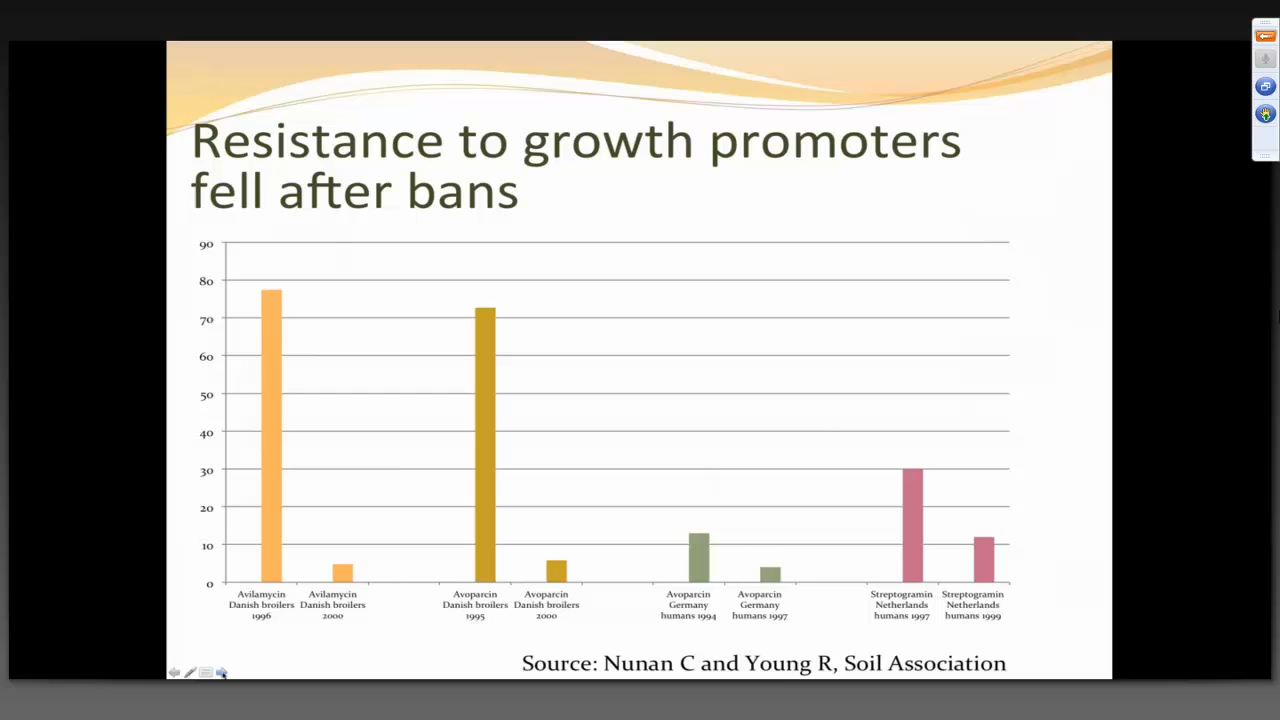 Resistance to growth promoters
fell after bans
90
80
70
60
50
40
30
20
10
0
Avilamycin
Danish broilers
1996
Avilamycin
Danish broilers
2000
Avoparcin
Danish broilers
1995
Avoparcin
Danish broilers
2000
Avoparcin
Germany
humans 1994
Avoparcin
Germany
humans 1997
Streptogramin
Netherlands
humans 1997
Streptogramin
Netherlands
humans 1999
Source: Nunan C and Young R, Soil Association